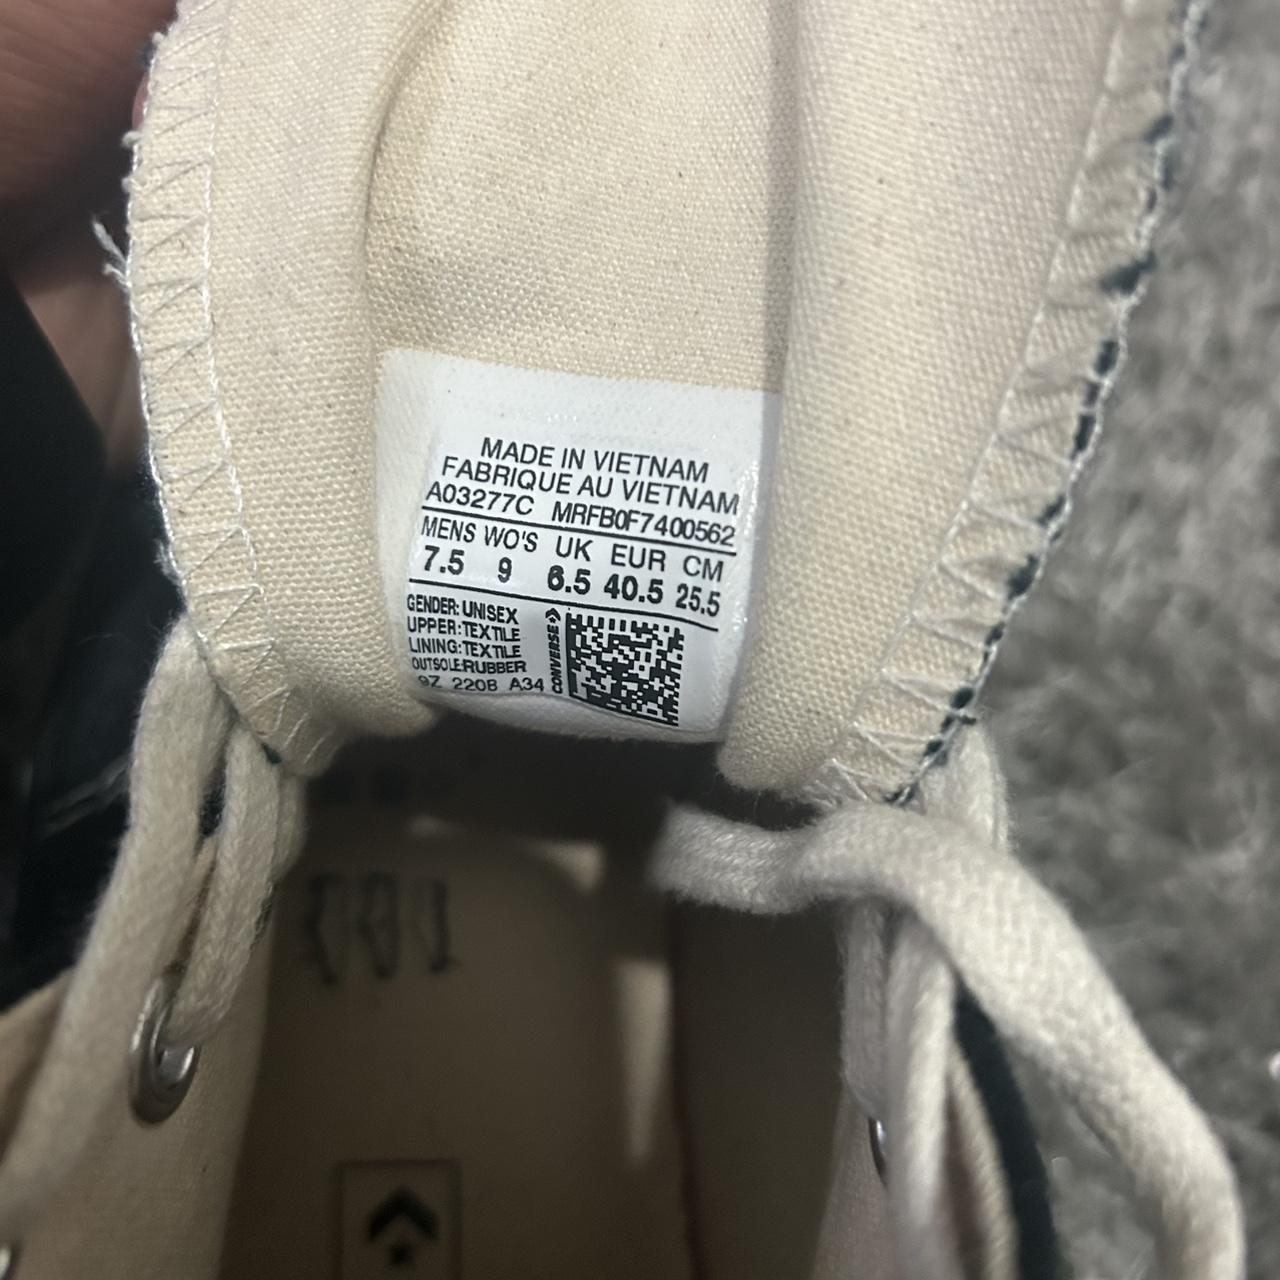 MADE IN VIETNAM
FABRIQUE AU VIETNAM
A03277C MRFB0F7400562
MENS WO'S UK EUR CM
7.5 9 6.5 40.5 25.5
GENDER: UNISEX
UPPER: TEXTILE
LINING: TEXTILE
OUTSOLE: RUBBER
9Z 2208 A34
CONVERSE